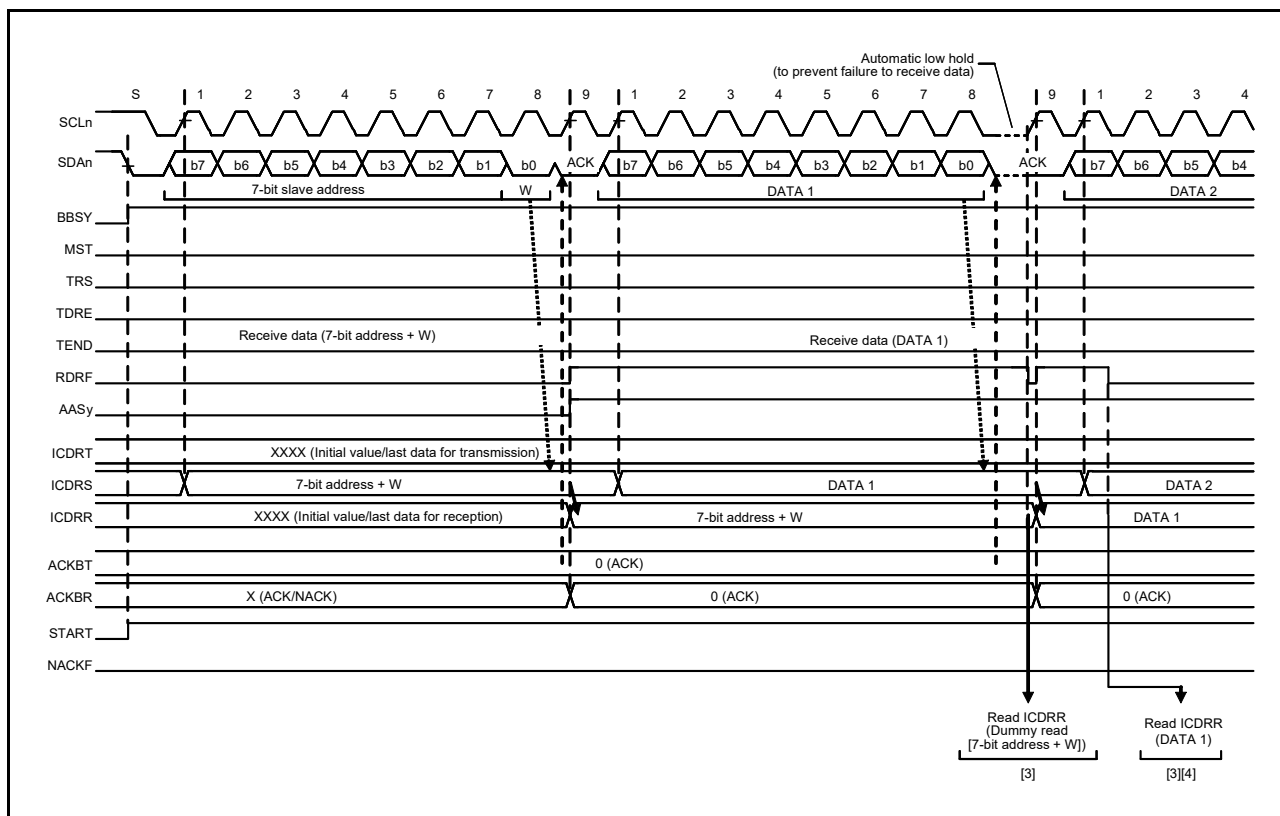 Automatic low hold
(to prevent failure to receive data)
S 1 2 3 4 5 6 7 8 9 1 2 3 4 5 6 7 8 9 1 2 3 4
SCLn
SDAn b7 b6 b5 b4 b3 b2 b1 b0 ACK b7 b6 b5 b4 b3 b2 b1 b0 ACK b7 b6 b5 b4
7-bit slave address W DATA 1 DATA 2
BBSY
MST
TRS
TDRE
Receive data (7-bit address + W) Receive data (DATA 1)
TEND
RDRF
AASy
ICDRT XXXX (Initial value/last data for transmission)
ICDRS 7-bit address + W DATA 1 DATA 2
ICDRR XXXX (Initial value/last data for reception) 7-bit address + W DATA 1
ACKBT 0 (ACK)
ACKBR X (ACK/NACK) 0 (ACK) 0 (ACK)
START
NACKF
Read ICDRR
(Dummy read
[7-bit address + W])
[3]
Read ICDRR
(DATA 1)
[3][4]